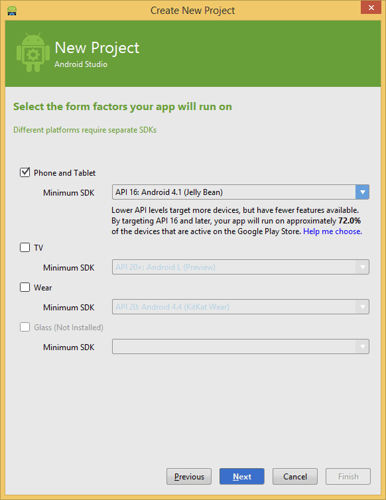 Create New Project
New Project
Android Studio
Select the form factors your app will run on
Different platforms require separate SDKs
Phone and Tablet
Minimum SDK API 16: Android 4.1 (Jelly Bean)
Lower API levels target more devices, but have fewer features available.
By targeting API 16 and later, your app will run on approximately 72.0%
of the devices that are active on the Google Play Store. Help me choose.
TV
Minimum SDK API 20+: Android L (Preview)
Wear
Minimum SDK API 20: Android 4.4 (KitKat Wear)
Glass (Not Installed)
Minimum SDK
Previous Next Cancel Finish